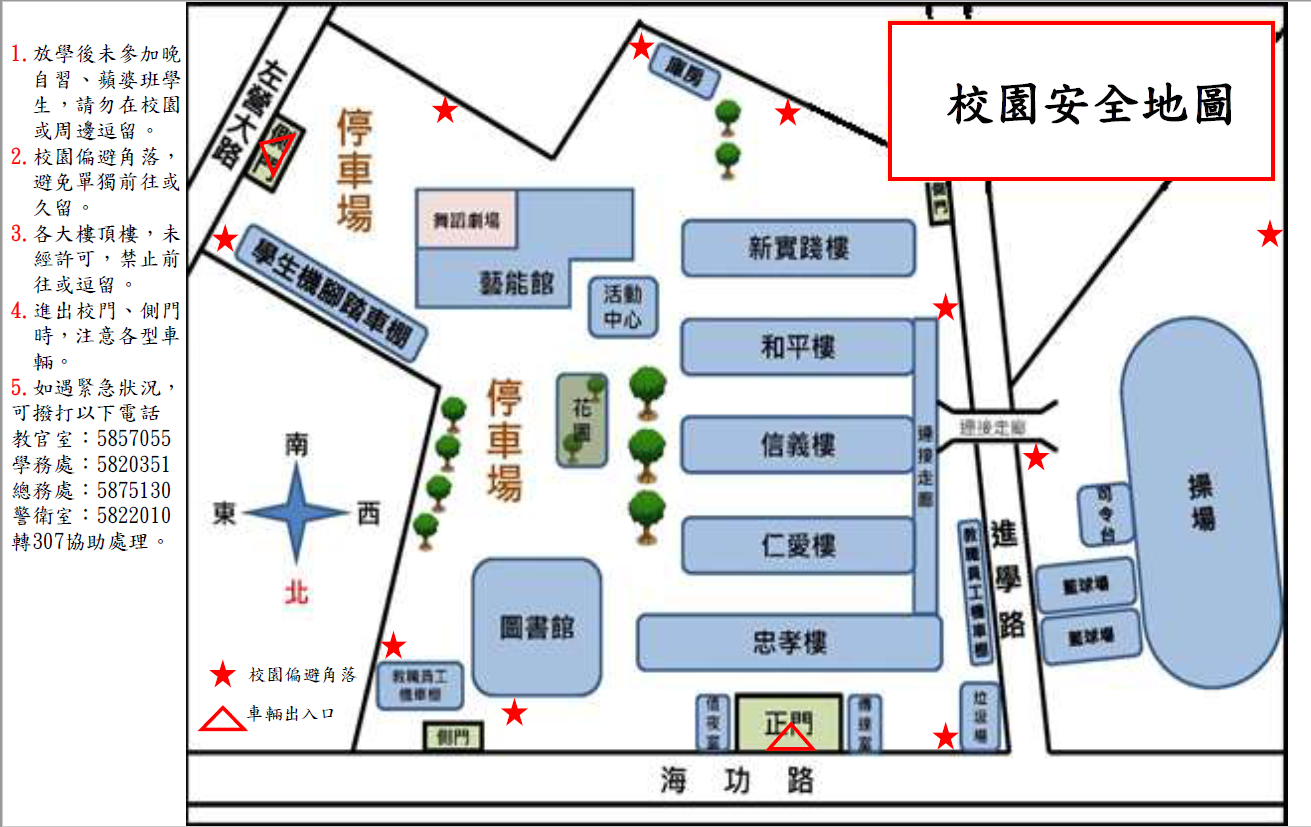 校園安全地圖
1. 放學後未參加晚
自習、蘋婆班學
生，請勿在校園
或周邊逗留。
2. 校園偏避角落，
避免單獨前往或
久留。
3. 各大樓頂樓，未
經許可，禁止前
往或逗留。
4. 進出校門、側門
時，注意各型車
輛。
5. 如遇緊急狀況，
可撥打以下電話
教官室：5857055
學務處：5820351
總務處：5875130
警衛室：5822010
轉307協助處理。
左營大路
側門
停車場
庫房
舞蹈劇場
藝能館
學生機腳踏車棚
活動
中心
新實踐樓
側門
和平樓
停車場
花園
信義樓
連接走廊
連接走廊
仁愛樓
操場
司令台
籃球場
籃球場
進學路
教職員工機車棚
南
東
西
北
圖書館
忠孝樓
教職員工
機車棚
側門
值夜室
正門
傳達室
垃圾場
校園偏避角落
車輛出入口
海功路